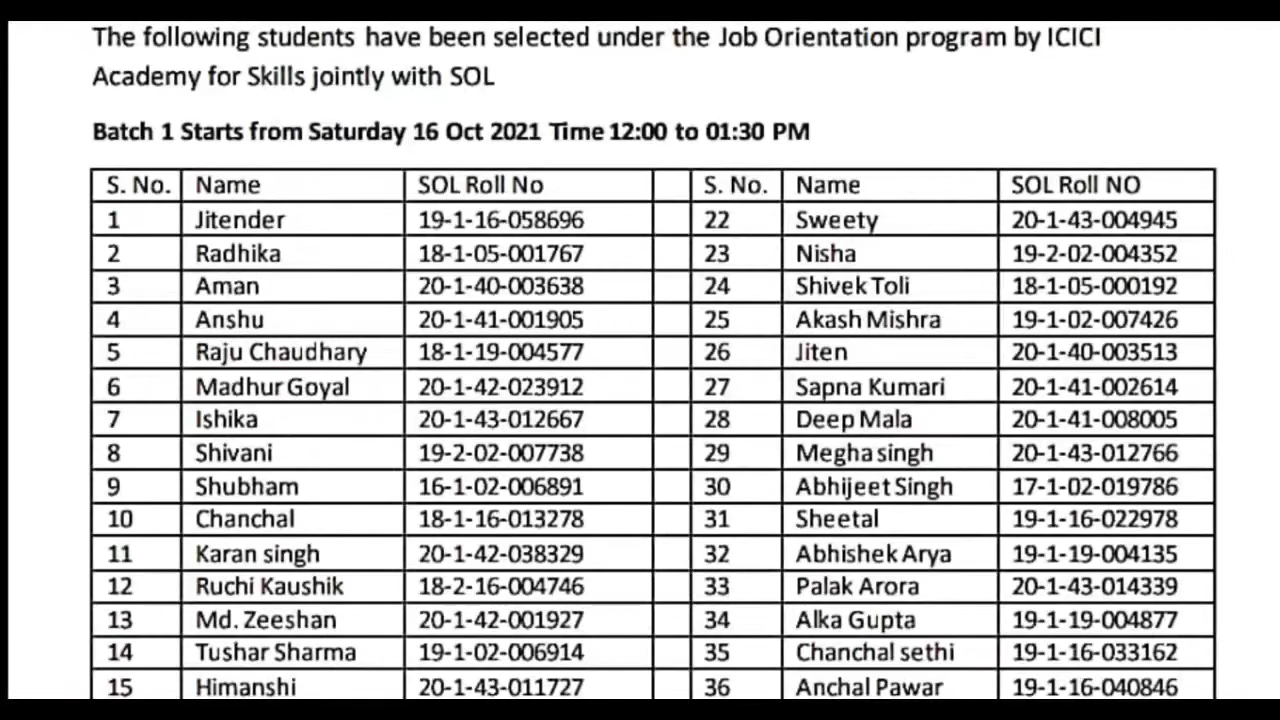 The following students have been selected under the Job Orientation program by ICICI
Academy for Skills jointly with SOL
Batch 1 Starts from Saturday 16 Oct 2021 Time 12:00 to 01:30 PM
S. No. Name SOL Roll No S. No. Name SOL Roll NO
1 Jitender 19-1-16-058696 22 Sweety 20-1-43-004945
2 Radhika 18-1-05-001767 23 Nisha 19-2-02-004352
3 Aman 20-1-40-003638 24 Shivek Toli 18-1-05-000192
4 Anshu 20-1-41-001905 25 Akash Mishra 19-1-02-007426
5 Raju Chaudhary 18-1-19-004577 26 Jiten 20-1-40-003513
6 Madhur Goyal 20-1-42-023912 27 Sapna Kumari 20-1-41-002614
7 Ishika 20-1-43-012667 28 Deep Mala 20-1-41-008005
8 Shivani 19-2-02-007738 29 Megha singh 20-1-43-012766
9 Shubham 16-1-02-006891 30 Abhijeet Singh 17-1-02-019786
10 Chanchal 18-1-16-013278 31 Sheetal 19-1-16-022978
11 Karan singh 20-1-42-038329 32 Abhishek Arya 19-1-19-004135
12 Ruchi Kaushik 18-2-16-004746 33 Palak Arora 20-1-43-014339
13 Md. Zeeshan 20-1-42-001927 34 Alka Gupta 19-1-19-004877
14 Tushar Sharma 19-1-02-006914 35 Chanchal sethi 19-1-16-033162
15 Himanshi 20-1-43-011727 36 Anchal Pawar 19-1-16-040846